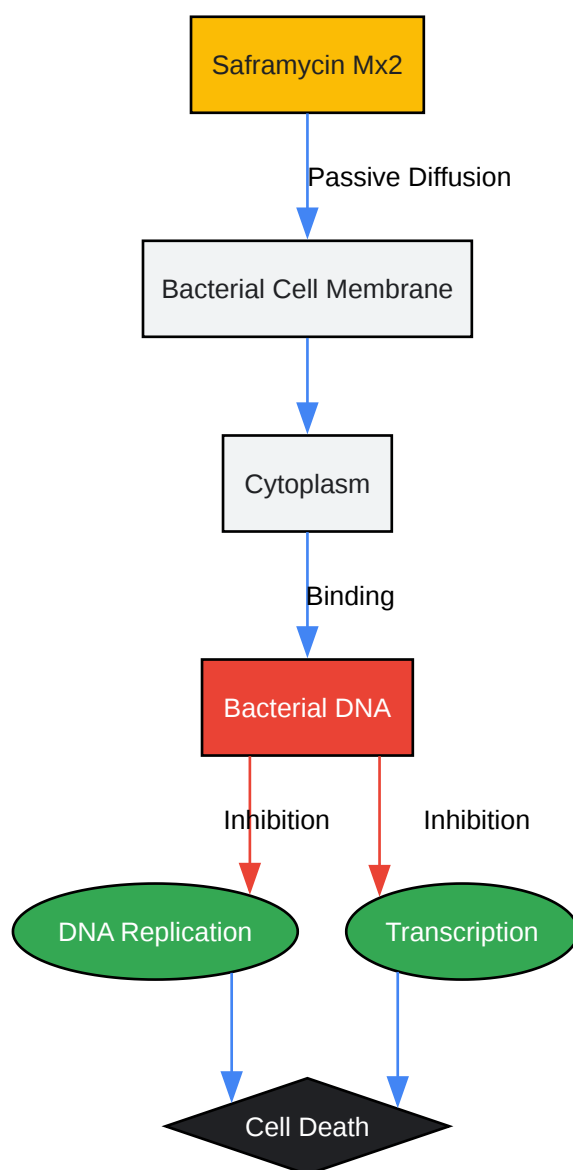 Saframycin Mx2
Passive Diffusion
Bacterial Cell Membrane
Cytoplasm
Binding
Bacterial DNA
Inhibition
Inhibition
DNA Replication
Transcription
Cell Death